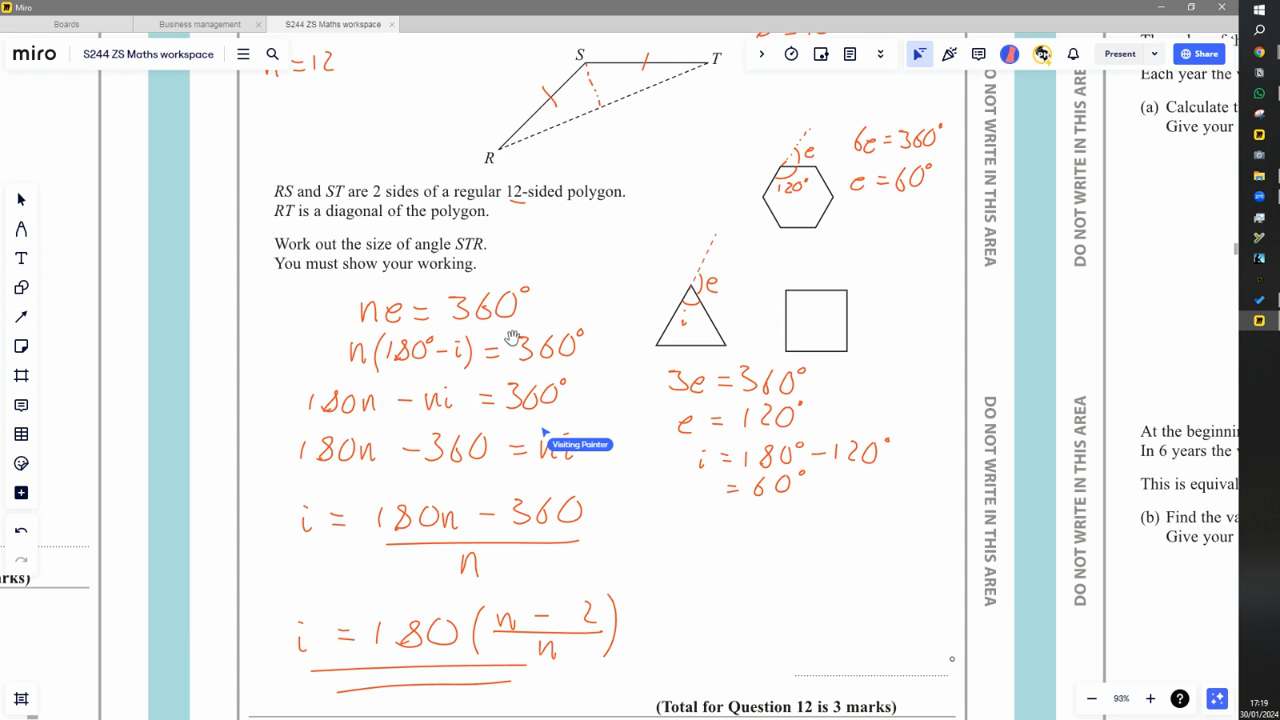 Miro
Boards
Business management
S244 ZS Maths workspace
miro
S244 ZS Maths workspace
Present
Share
= 12
S
T
R
RS and ST are 2 sides of a regular 12-sided polygon.
RT is a diagonal of the polygon.
Work out the size of angle STR.
You must show your working.
ne = 360°
n(180° - i) = 360°
180n - ni = 360°
180n - 360 = ni
i = 180n - 360
n
i = 180 ( n - 2
n )
Visiting Painter
e
120°
6e = 360°
e = 60°
e
i
3e = 360°
e = 120°
i = 180° - 120°
= 60°
°
(Total for Question 12 is 3 marks)
DO NOT WRITE IN THIS AREA
DO NOT WRITE IN THIS AREA
DO NOT WRITE IN THIS AREA
DO NOT WRITE IN THIS AREA
Each year the
(a) Calculate
Give your
At the beginnin
In 6 years the
This is equival
(b) Find the va
Give your
rks)
93%
17:19
30/01/2024